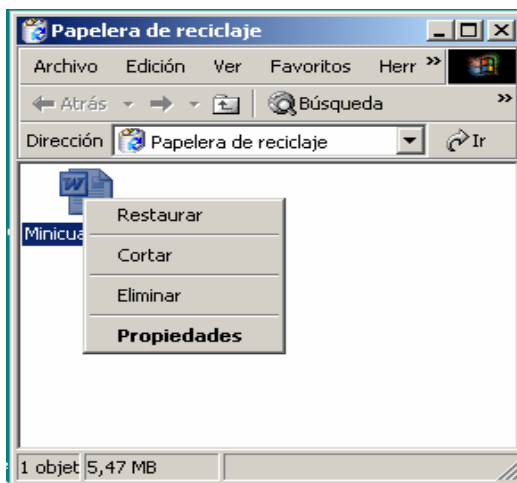 Papelera de reciclaje
Archivo Edición Ver Favoritos Herr »
Atrás Búsqueda »
Dirección Papelera de reciclaje Ir
Restaurar
Minicua
Cortar
Eliminar
Propiedades
1 objet 5,47 MB